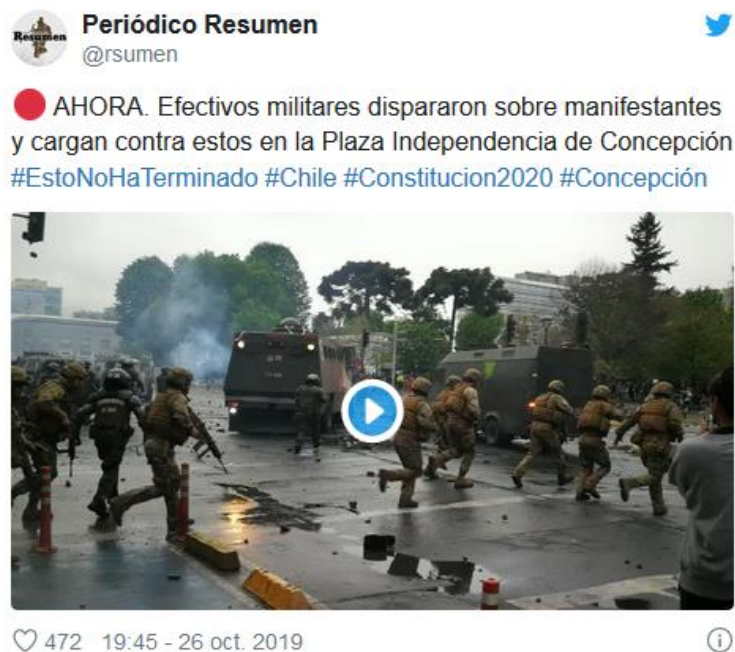 Resumen
Periódico Resumen
@rsumen
AHORA. Efectivos militares dispararon sobre manifestantes
y cargan contra estos en la Plaza Independencia de Concepción
#EstoNoHaTerminado #Chile #Constitucion2020 #Concepción
472 19:45 - 26 oct. 2019